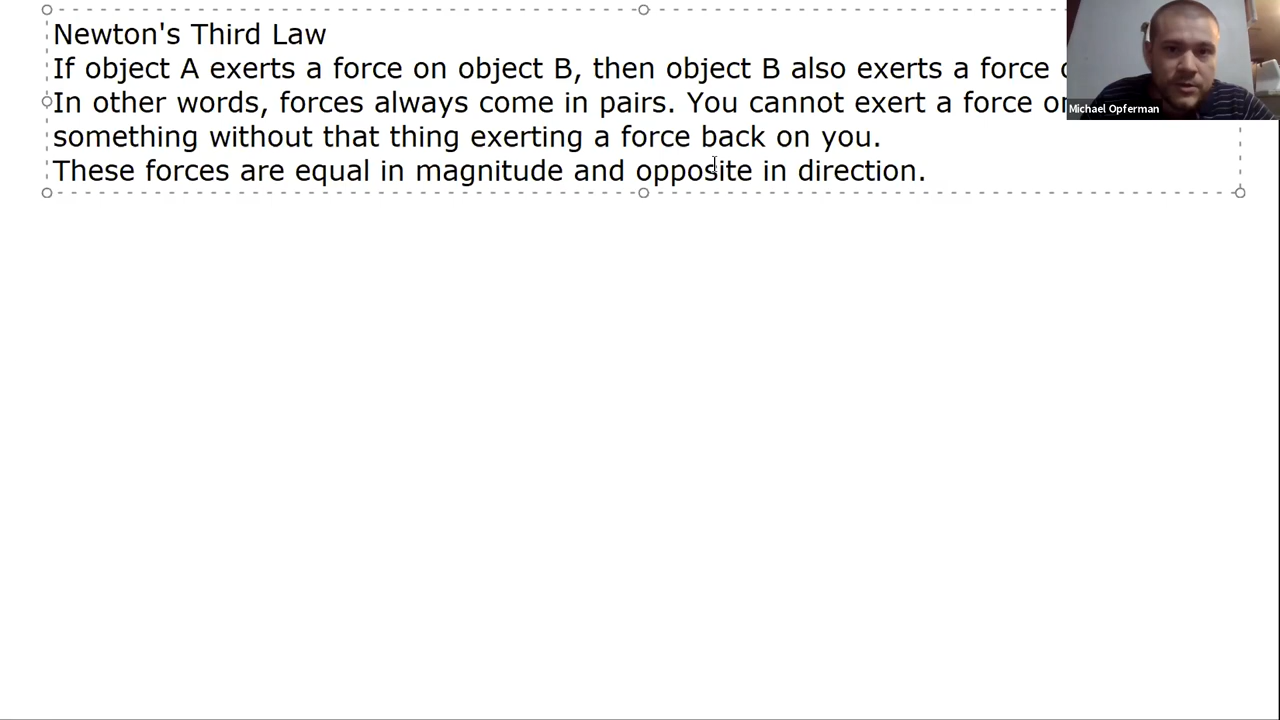 Newton's Third Law
If object A exerts a force on object B, then object B also exerts a force
In other words, forces always come in pairs. You cannot exert a force
something without that thing exerting a force back on you.
These forces are equal in magnitude and opposite in direction.
Michael Opferman